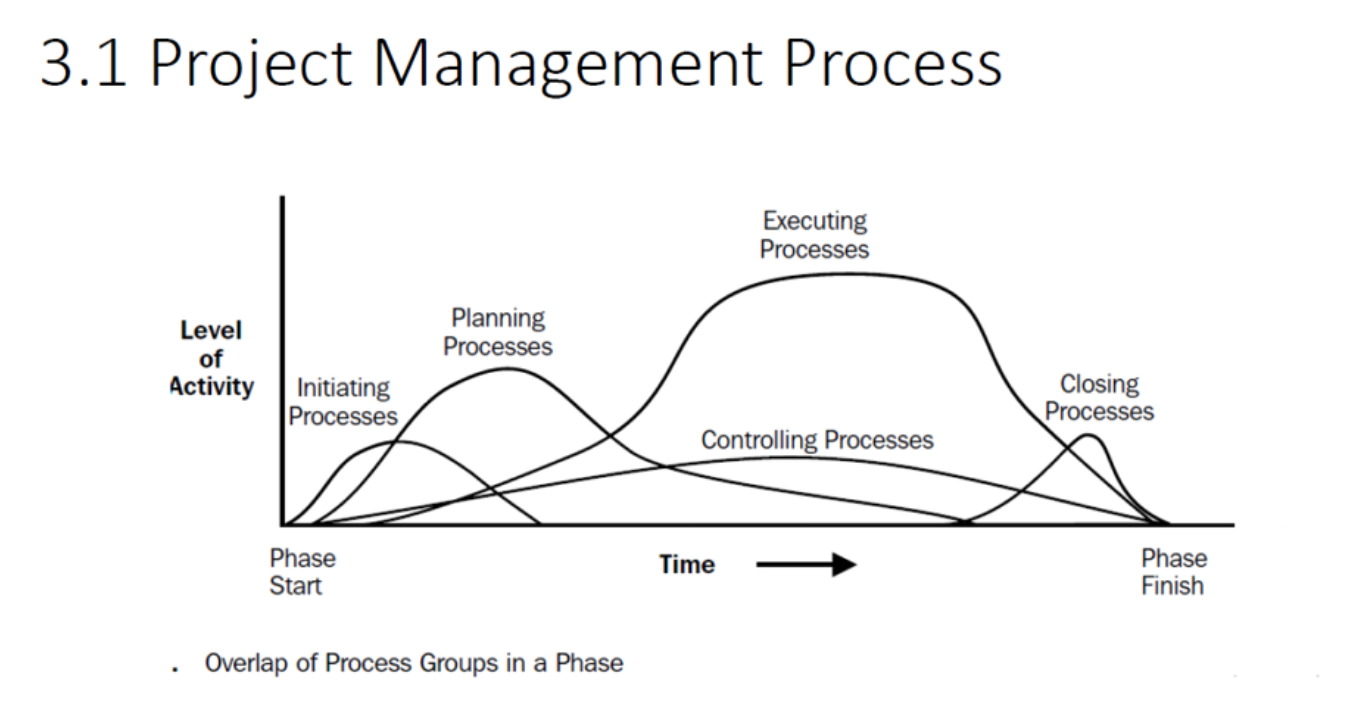 3.1 Project Management Process
Executing
Processes
Planning
Processes
Level
of
Activity
Initiating
Processes
Closing
Processes
Controlling Processes
Phase
Start
Time
Phase
Finish
. Overlap of Process Groups in a Phase